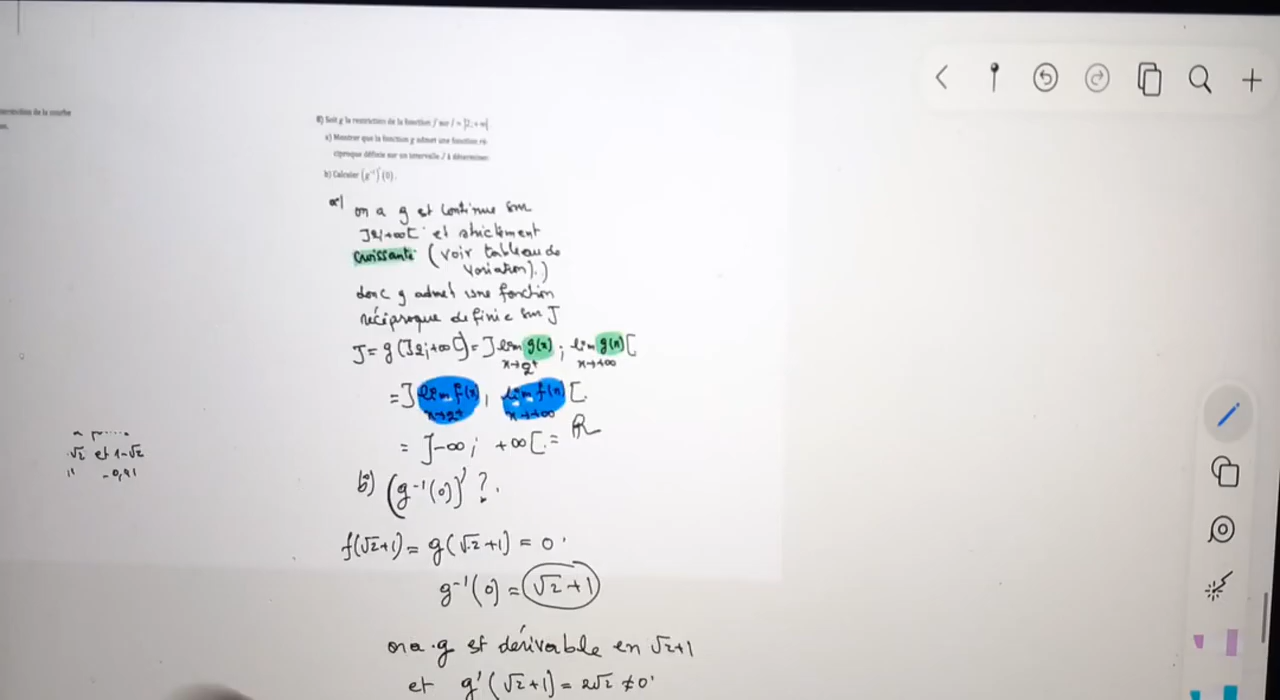 8) Soit g la restriction de la fonction f sur I = ]2; +∞[
a) Montrer que la fonction g admet une fonction ré-
ciproque définie sur un intervalle J à déterminer.
b) Calculer (g⁻¹)'(0).
a) on a g est continue sur
]2;+∞[ et strictement
croissante (voir tableau de
variation).)
donc g admet une fonction
réciproque definie sur J
J = g(]2;+∞[) = ] lim g(x) ; lim g(x) [
x→2⁺ x→+∞
= ] lim f(x) ; lim f(x) [.
x→2⁺ x→+∞
= ]-∞ ; +∞[. = ℝ
b) (g⁻¹(0))' ?.
√2 et 1-√2
-0,41
f(√2+1) = g(√2+1) = 0
g⁻¹(0) = √2+1
on a g est dérivable en √2+1
et g'(√2+1) = 2√2 ≠ 0